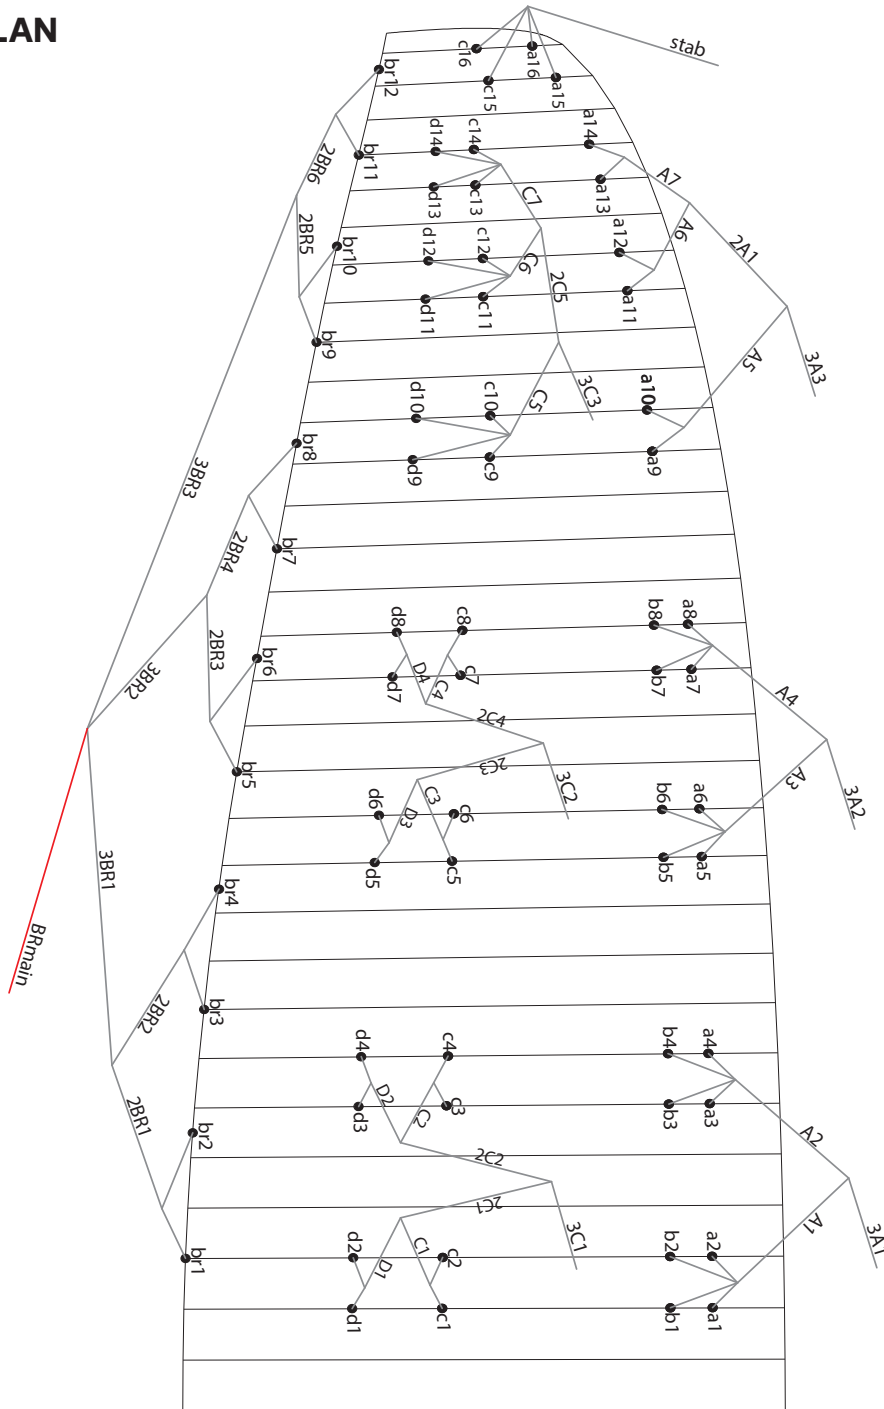 LAN
stab
c16
a16
c15
a15
br12
d14
c14
a14
br11
2BR6
d13
c13
a13
A7
C7
2BR5
br10
d12
c12
a12
A6
2A1
C6
2C5
d11
c11
a11
br9
A5
3A3
d10
c10
C5
3C3
a10
br8
d9
c9
a9
3BR3
2BR4
br7
d8
c8
b8
a8
2BR3
br6
3BR2
d7
D4
C4
c7
b7
a7
A4
2C4
br5
2C3
3C2
A3
3A2
d6
D3
C3
c6
b6
a6
3BR1
d5
c5
b5
a5
br4
BRmain
2BR2
br3
d4
c4
b4
a4
D2
C2
d3
c3
b3
a3
2BR1
br2
A2
2C2
2C1
3C1
A1
3A1
br1
d2
D1
C1
c2
b2
a2
d1
c1
b1
a1